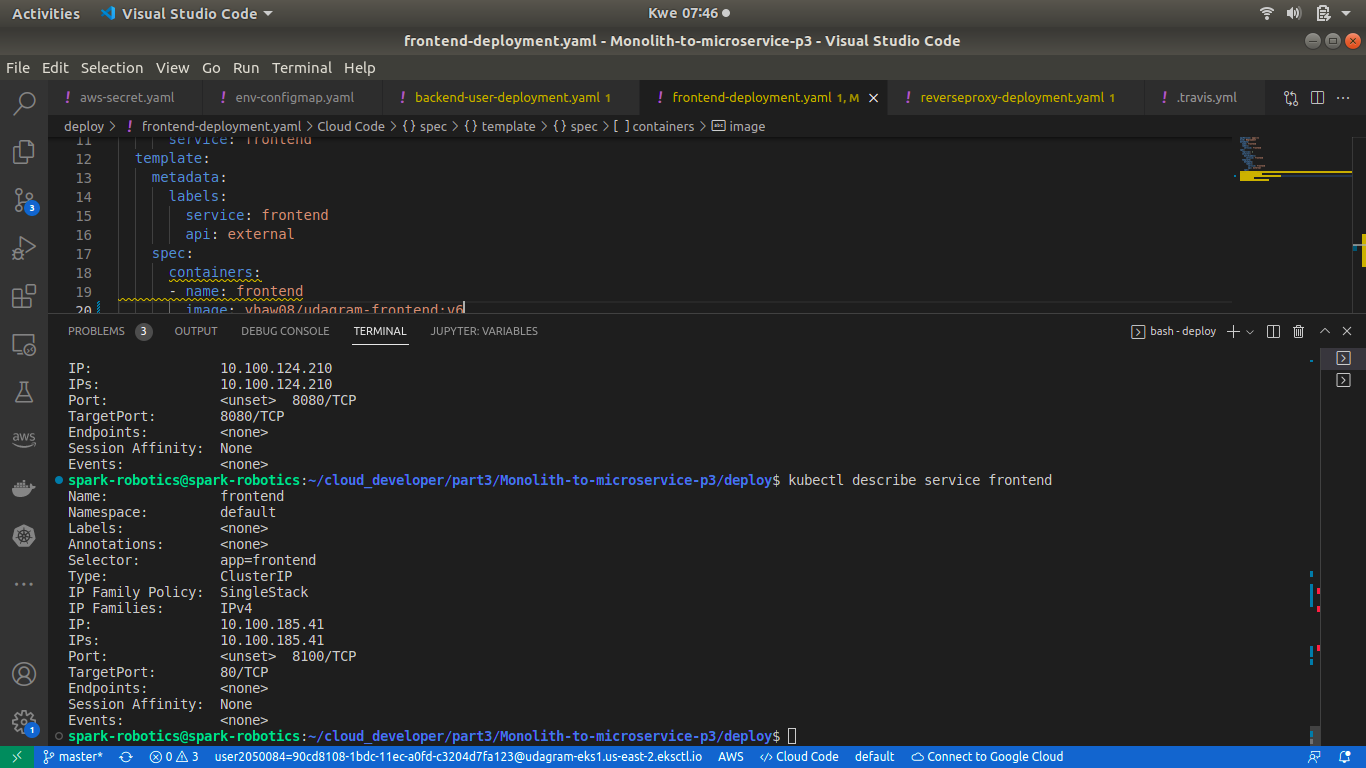 Activities Visual Studio Code Kwe 07:46
frontend-deployment.yaml - Monolith-to-microservice-p3 - Visual Studio Code
File Edit Selection View Go Run Terminal Help
! aws-secret.yaml ! env-configmap.yaml ! backend-user-deployment.yaml 1 ! frontend-deployment.yaml 1, M ! reverseproxy-deployment.yaml 1 ! .travis.yml
deploy > ! frontend-deployment.yaml > Cloud Code > {} spec > {} template > {} spec > [ ] containers > abc image
11 service: frontend
12 template:
13 metadata:
14 labels:
15 service: frontend
16 api: external
17 spec:
18 containers:
19 - name: frontend
20 image: vhaw08/udagram-frontend:v6
PROBLEMS 3 OUTPUT DEBUG CONSOLE TERMINAL JUPYTER: VARIABLES bash - deploy
IP: 10.100.124.210
IPs: 10.100.124.210
Port: <unset> 8080/TCP
TargetPort: 8080/TCP
Endpoints: <none>
Session Affinity: None
Events: <none>
spark-robotics@spark-robotics:~/cloud_developer/part3/Monolith-to-microservice-p3/deploy$ kubectl describe service frontend
Name: frontend
Namespace: default
Labels: <none>
Annotations: <none>
Selector: app=frontend
Type: ClusterIP
IP Family Policy: SingleStack
IP Families: IPv4
IP: 10.100.185.41
IPs: 10.100.185.41
Port: <unset> 8100/TCP
TargetPort: 80/TCP
Endpoints: <none>
Session Affinity: None
Events: <none>
spark-robotics@spark-robotics:~/cloud_developer/part3/Monolith-to-microservice-p3/deploy$
3
aws
1
master* 0 3 user2050084=90cd8108-1bdc-11ec-a0fd-c3204d7fa123@udagram-eks1.us-east-2.eksctl.io AWS Cloud Code default Connect to Google Cloud